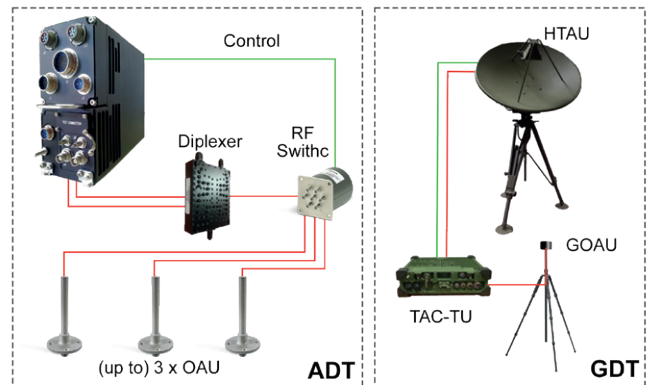 Control
HTAU
Diplexer
RF
Swithc
GOAU
TAC-TU
(up to) 3 x OAU
ADT
GDT